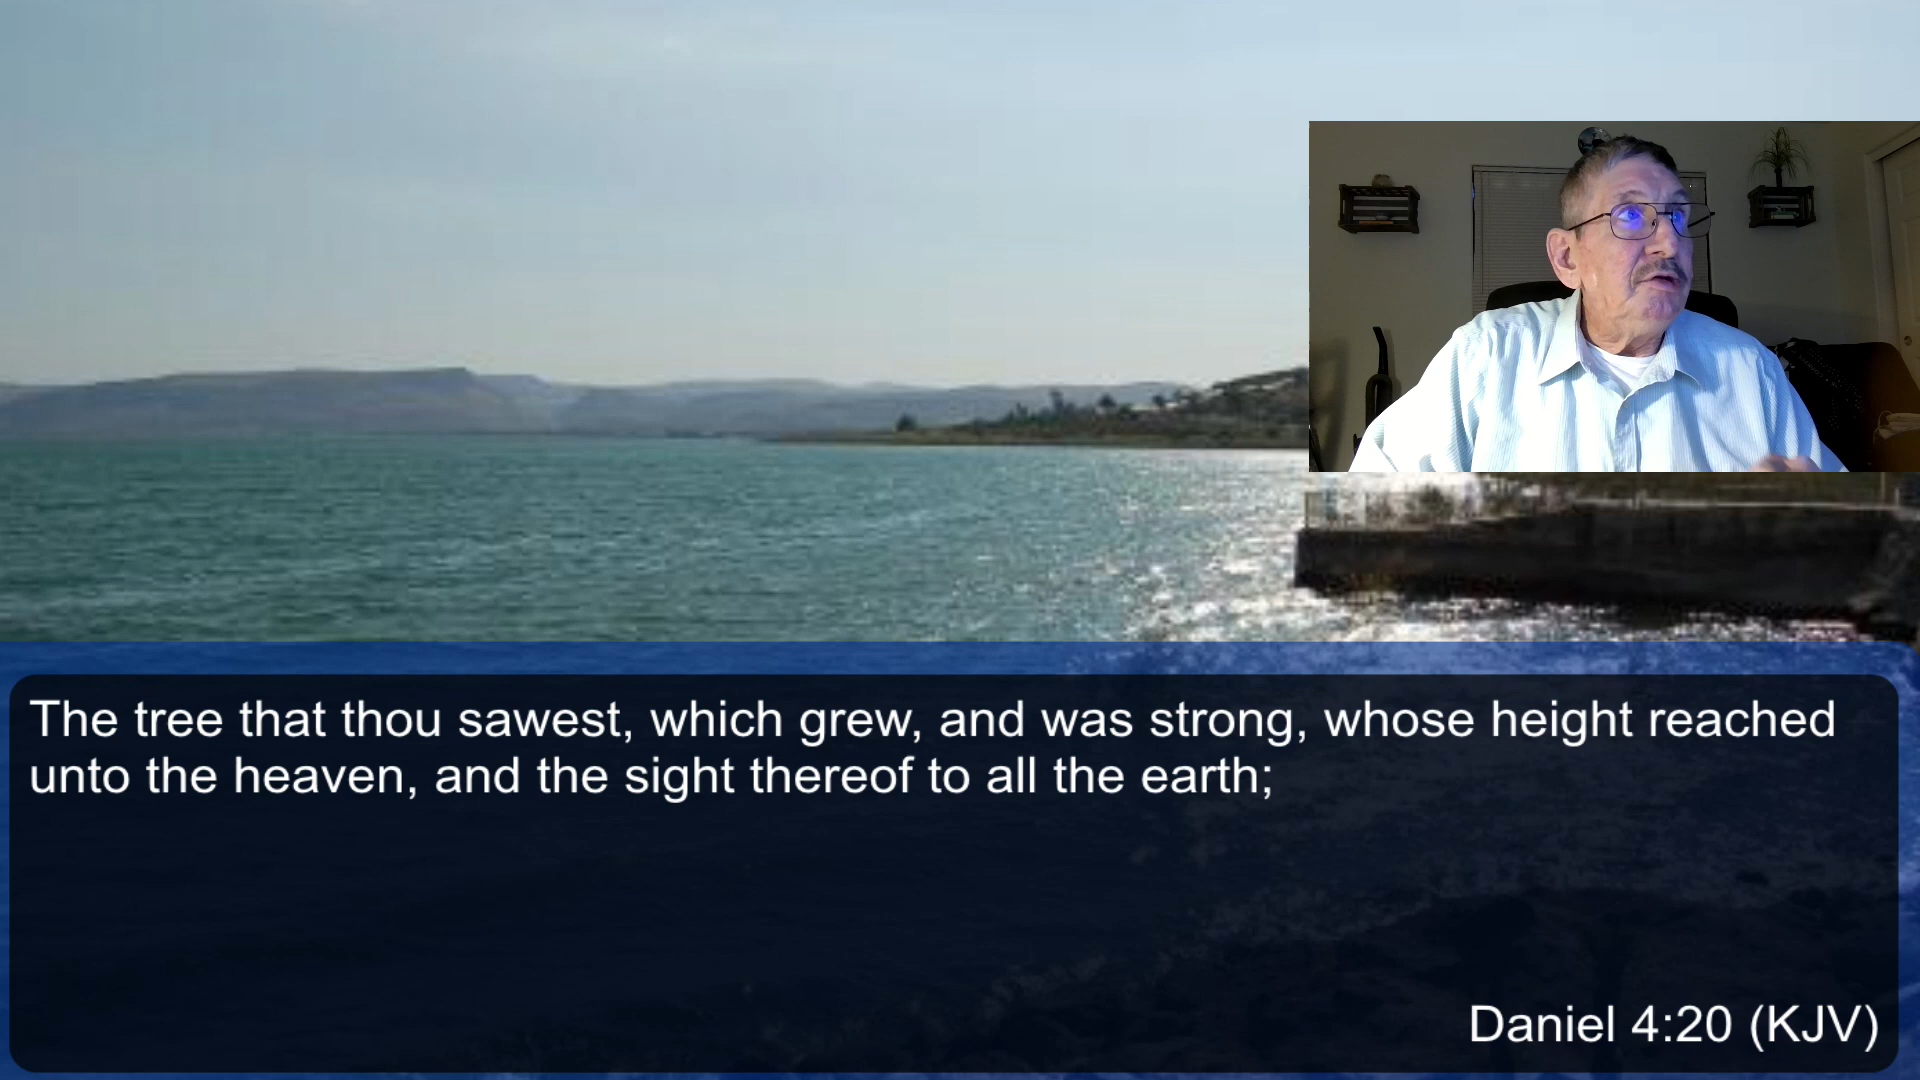 The tree that thou sawest, which grew, and was strong, whose height reached
unto the heaven, and the sight thereof to all the earth;
Daniel 4:20 (KJV)